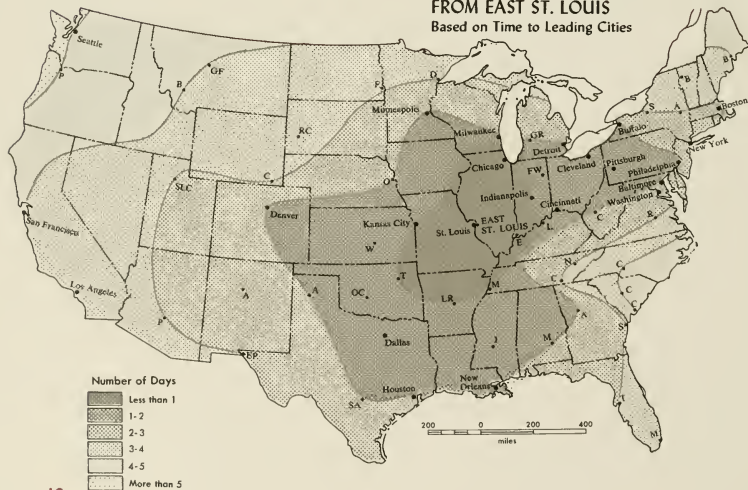 FROM EAST ST. LOUIS
Based on Time to Leading Cities
Seattle
P
B
GF
F
D
Minneapolis
RC
Milwaukee
GR
Detroit
Buffalo
S
A
B
B
Boston
New York
Chicago
FW
Cleveland
Pittsburgh
Philadelphia
Baltimore
Washington
SLC
C
O
Indianapolis
Cincinnati
C
R
San Francisco
Denver
Kansas City
St. Louis
EAST
ST. LOUIS
L
E
W
N
C
C
Los Angeles
P
A
A
OC
T
LR
M
C
C
A
S
EP
Dallas
J
M
SA
Houston
New
Orleans
T
M
Number of Days
Less than 1
1-2
2-3
3-4
4-5
More than 5
200 0 200 400
miles